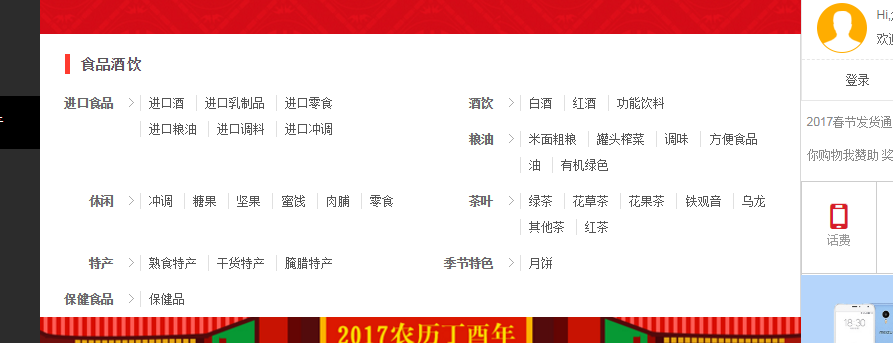 食品酒饮
进口食品 进口酒 进口乳制品 进口零食
进口粮油 进口调料 进口冲调
酒饮 白酒 红酒 功能饮料
粮油 米面粗粮 罐头榨菜 调味 方便食品
油 有机绿色
休闲 冲调 糖果 坚果 蜜饯 肉脯 零食
茶叶 绿茶 花草茶 花果茶 铁观音 乌龙
其他茶 红茶
特产 熟食特产 干货特产 腌腊特产
季节特色 月饼
保健食品 保健品
2017农历丁酉年
Hi,
欢迎
登录
2017春节发货通
你购物我赞助 奖
话费
18:30